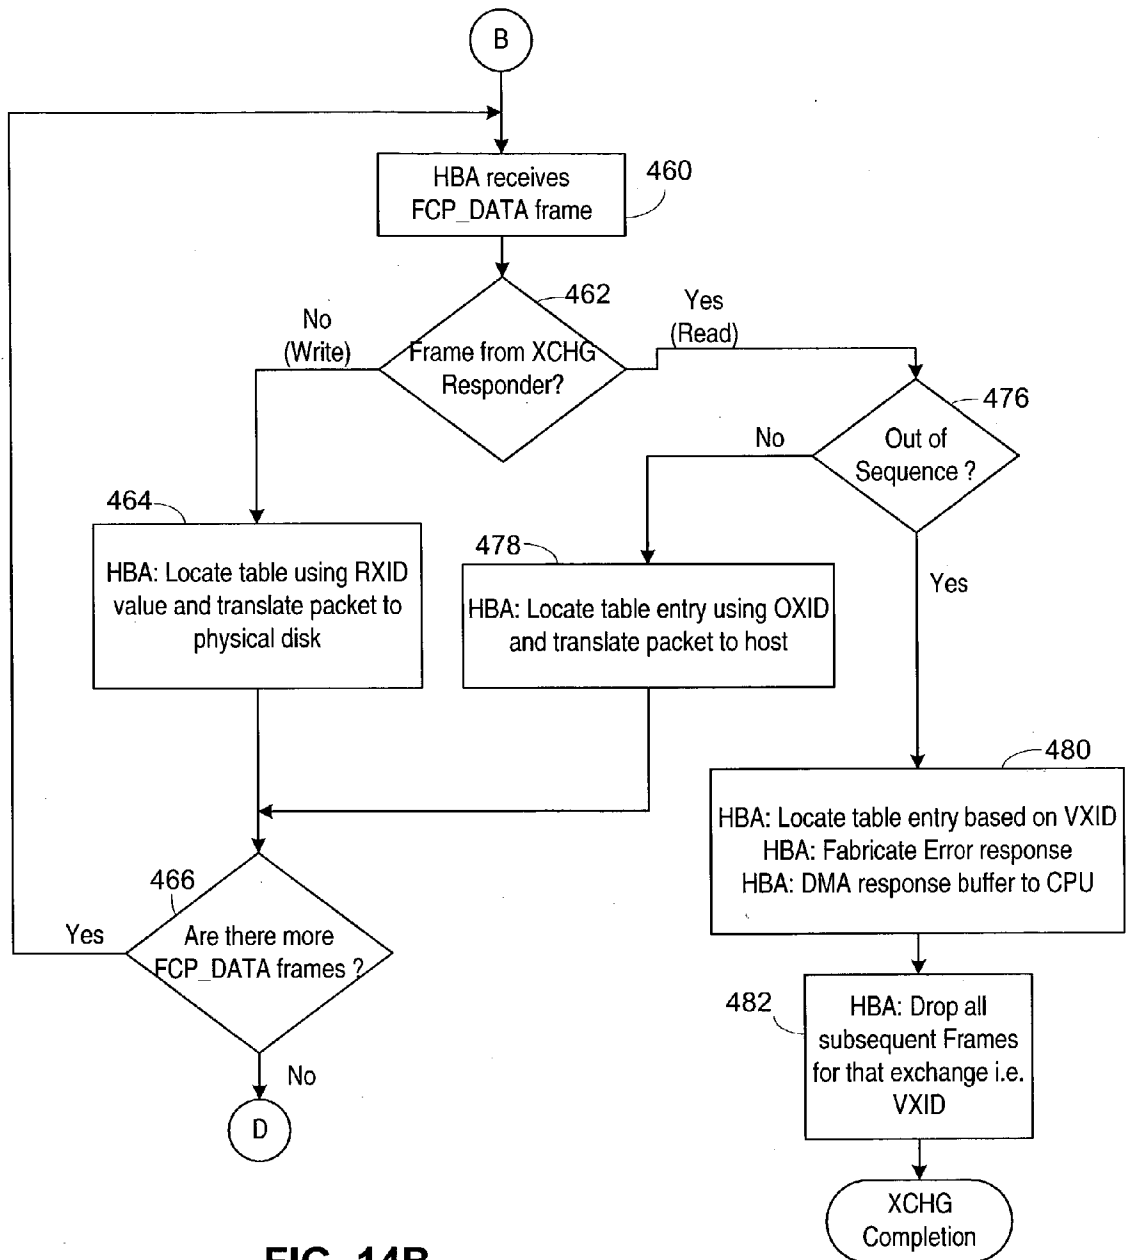 B
HBA receives
FCP_DATA frame
460
462
No
(Write)
Yes
(Read)
Frame from XCHG
Responder?
476
Out of
Sequence ?
No
Yes
464
HBA: Locate table using RXID
value and translate packet to
physical disk
478
HBA: Locate table entry using OXID
and translate packet to host
480
HBA: Locate table entry based on VXID
HBA: Fabricate Error response
HBA: DMA response buffer to CPU
466
Are there more
FCP_DATA frames ?
Yes
No
D
482
HBA: Drop all
subsequent Frames
for that exchange i.e.
VXID
XCHG
Completion
FIG. 14B